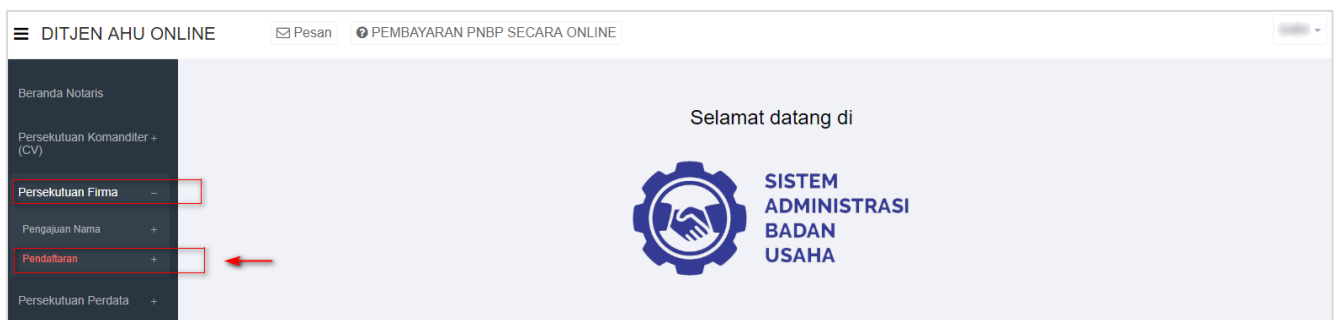 DITJEN AHU ONLINE
Pesan
PEMBAYARAN PNBP SECARA ONLINE
Beranda Notaris
Persekutuan Komanditer +
(CV)
Persekutuan Firma –
Pengajuan Nama +
Pendaftaran +
Persekutuan Perdata +
Selamat datang di
SISTEM
ADMINISTRASI
BADAN
USAHA